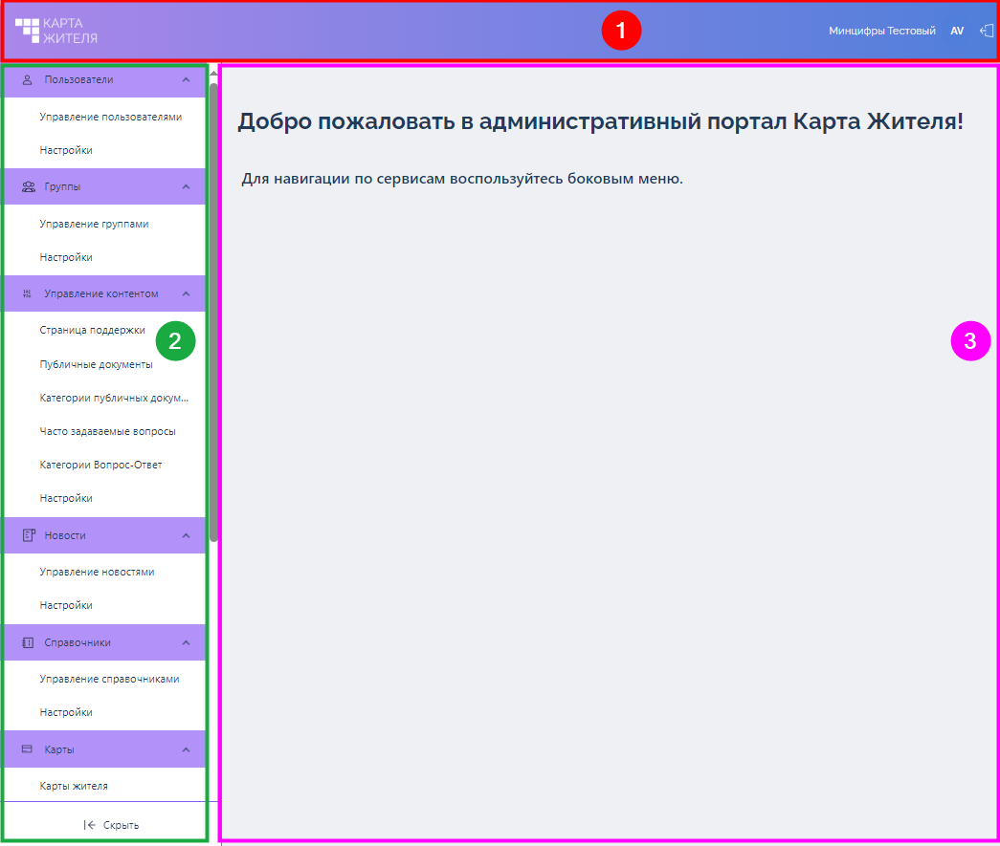 КАРТА
ЖИТЕЛЯ
1
Минцифры Тестовый AV
Пользователи
Управление пользователями
Настройки
Группы
Управление группами
Настройки
Управление контентом
Страница поддержки
2
Публичные документы
Категории публичных докум...
Часто задаваемые вопросы
Категории Вопрос-Ответ
Настройки
Новости
Управление новостями
Настройки
Справочники
Управление справочниками
Настройки
Карты
Карты жителя
Скрыть
Добро пожаловать в административный портал Карта Жителя!
Для навигации по сервисам воспользуйтесь боковым меню.
3